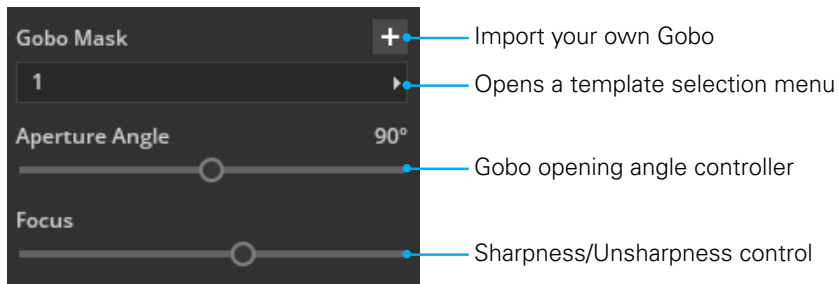 Gobo Mask + Import your own Gobo
1 Opens a template selection menu
Aperture Angle 90°
Gobo opening angle controller
Focus
Sharpness/Unsharpness control